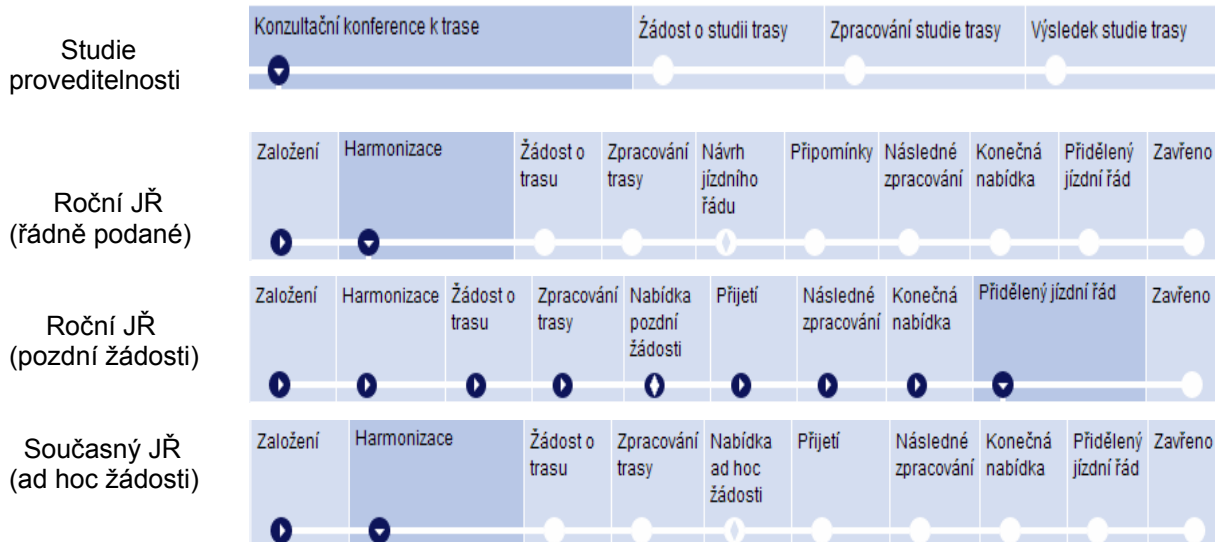 Studie
proveditelnosti
Konzultační konference k trase
Žádost o studii trasy
Zpracování studie trasy
Výsledek studie trasy
Roční JŘ
(řádně podané)
Založení
Harmonizace
Žádost o
trasu
Zpracování
trasy
Návrh
jízdního
řádu
Připomínky
Následné
zpracování
Konečná
nabídka
Přidělený
jízdní řád
Zavřeno
Roční JŘ
(pozdní žádosti)
Založení
Harmonizace
Žádost o
trasu
Zpracování
trasy
Nabídka
pozdní
žádosti
Přijetí
Následné
zpracování
Konečná
nabídka
Přidělený jízdní řád
Zavřeno
Současný JŘ
(ad hoc žádosti)
Založení
Harmonizace
Žádost o
trasu
Zpracování
trasy
Nabídka
ad hoc
žádosti
Přijetí
Následné
zpracování
Konečná
nabídka
Přidělený
jízdní řád
Zavřeno